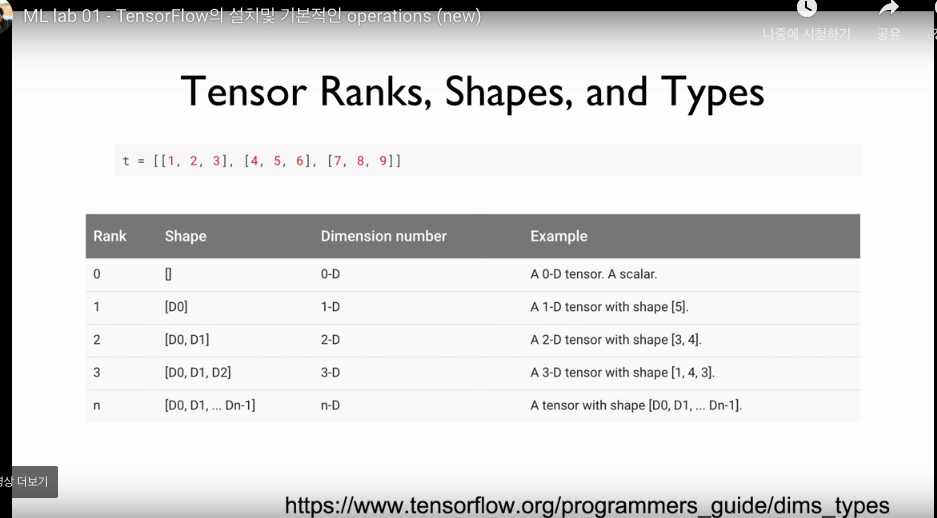 ML lab 01 - TensorFlow의 설치및 기본적인 operations (new)
나중에 시청하기 공유
Tensor Ranks, Shapes, and Types
t = [[1, 2, 3], [4, 5, 6], [7, 8, 9]]
Rank Shape Dimension number Example
0 [] 0-D A 0-D tensor. A scalar.
1 [D0] 1-D A 1-D tensor with shape [5].
2 [D0, D1] 2-D A 2-D tensor with shape [3, 4].
3 [D0, D1, D2] 3-D A 3-D tensor with shape [1, 4, 3].
n [D0, D1, ... Dn-1] n-D A tensor with shape [D0, D1, ... Dn-1].
더보기
https://www.tensorflow.org/programmers_guide/dims_types